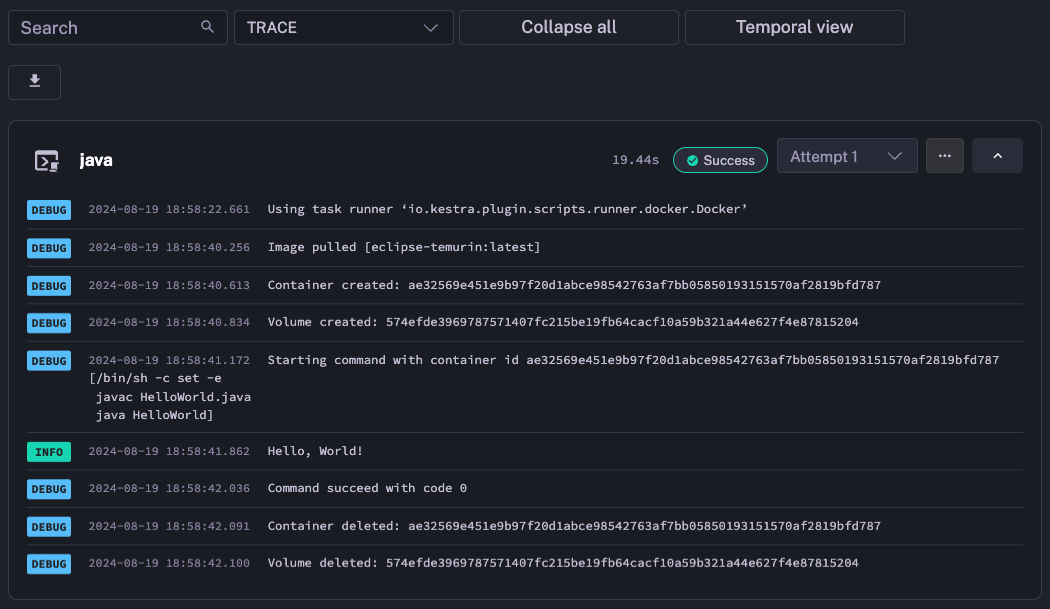 Search
TRACE
Collapse all
Temporal view
java
19.44s
Success
Attempt 1
DEBUG 2024-08-19 18:58:22.661 Using task runner ‘io.kestra.plugin.scripts.runner.docker.Docker’
DEBUG 2024-08-19 18:58:40.256 Image pulled [eclipse-temurin:latest]
DEBUG 2024-08-19 18:58:40.613 Container created: ae32569e451e9b97f20d1abce98542763af7bb05850193151570af2819bfd787
DEBUG 2024-08-19 18:58:40.834 Volume created: 574efde3969787571407fc215be19fb64cacf10a59b321a44e627f4e87815204
DEBUG 2024-08-19 18:58:41.172 Starting command with container id ae32569e451e9b97f20d1abce98542763af7bb05850193151570af2819bfd787
[/bin/sh -c set -e
javac HelloWorld.java
java HelloWorld]
INFO 2024-08-19 18:58:41.862 Hello, World!
DEBUG 2024-08-19 18:58:42.036 Command succeed with code 0
DEBUG 2024-08-19 18:58:42.091 Container deleted: ae32569e451e9b97f20d1abce98542763af7bb05850193151570af2819bfd787
DEBUG 2024-08-19 18:58:42.100 Volume deleted: 574efde3969787571407fc215be19fb64cacf10a59b321a44e627f4e87815204